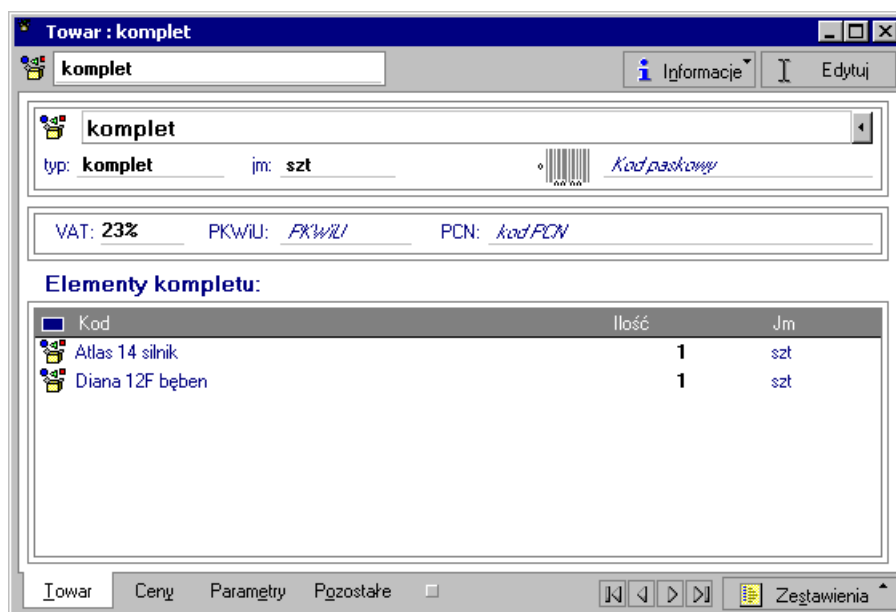 Towar : komplet
komplet Informacje Edytuj
komplet
typ: komplet jm: szt Kod paskowy
VAT: 23% PKWiU: PKWiU PCN: kod PCN
Elementy kompletu:
Kod Ilość Jm
Atlas 14 silnik 1 szt
Diana 12F bęben 1 szt
Towar Ceny Parametry Pozostałe Zestawienia